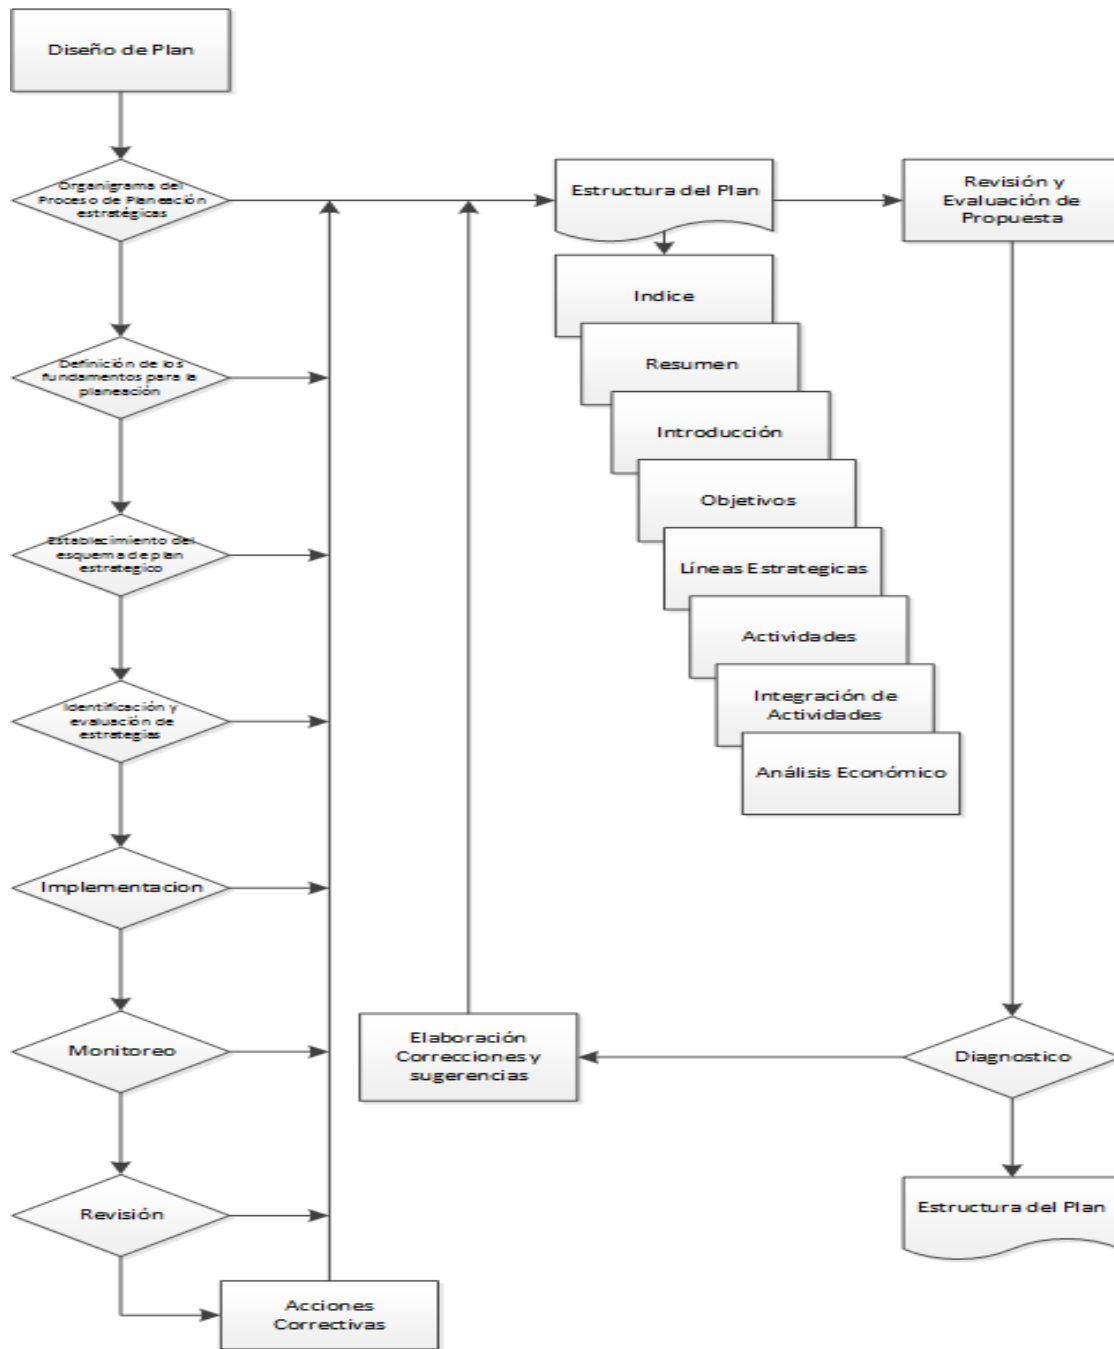 Diseño de Plan
Organigrama del
Proceso de Planeación
estratégicas
Estructura del Plan
Revisión y
Evaluación de
Propuesta
Indice
Resumen
Definición de los
fundamentos para la
planeación
Introducción
Objetivos
Establecimiento del
esquema de plan
estrategico
Líneas Estrategicas
Actividades
Identificación y
evaluación de
estrategias
Integración de
Actividades
Análisis Económico
Implementacion
Monitoreo
Elaboración
Correcciones y
sugerencias
Diagnostico
Revisión
Estructura del Plan
Acciones
Correctivas